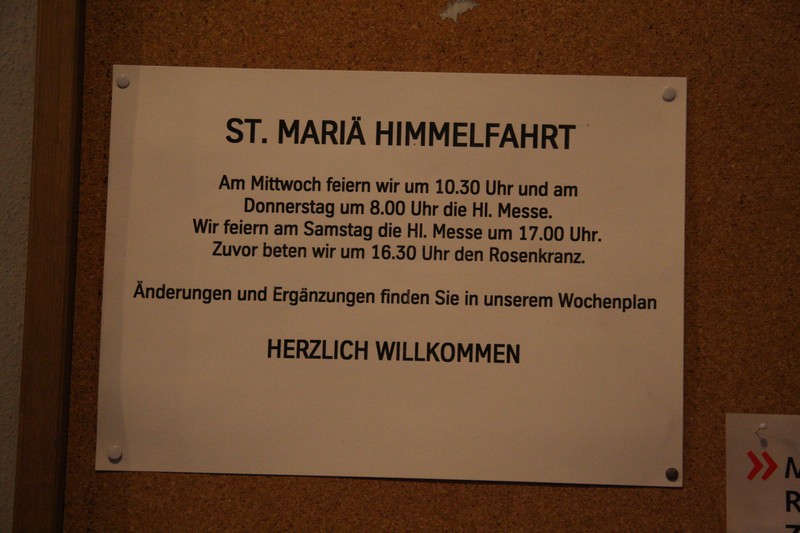 ST. MARIÄ HIMMELFAHRT
Am Mittwoch feiern wir um 10.30 Uhr und am
Donnerstag um 8.00 Uhr die Hl. Messe.
Wir feiern am Samstag die Hl. Messe um 17.00 Uhr.
Zuvor beten wir um 16.30 Uhr den Rosenkranz.
Änderungen und Ergänzungen finden Sie in unserem Wochenplan
HERZLICH WILLKOMMEN